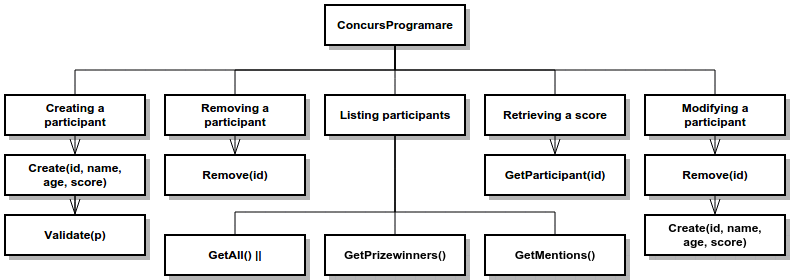 ConcursProgramare
Creating a
participant
Removing a
participant
Listing participants
Retrieving a score
Modifying a
participant
Create(id, name,
age, score)
Remove(id)
GetParticipant(id)
Remove(id)
Validate(p)
Create(id, name,
age, score)
GetAll() ||
GetPrizewinners()
GetMentions()